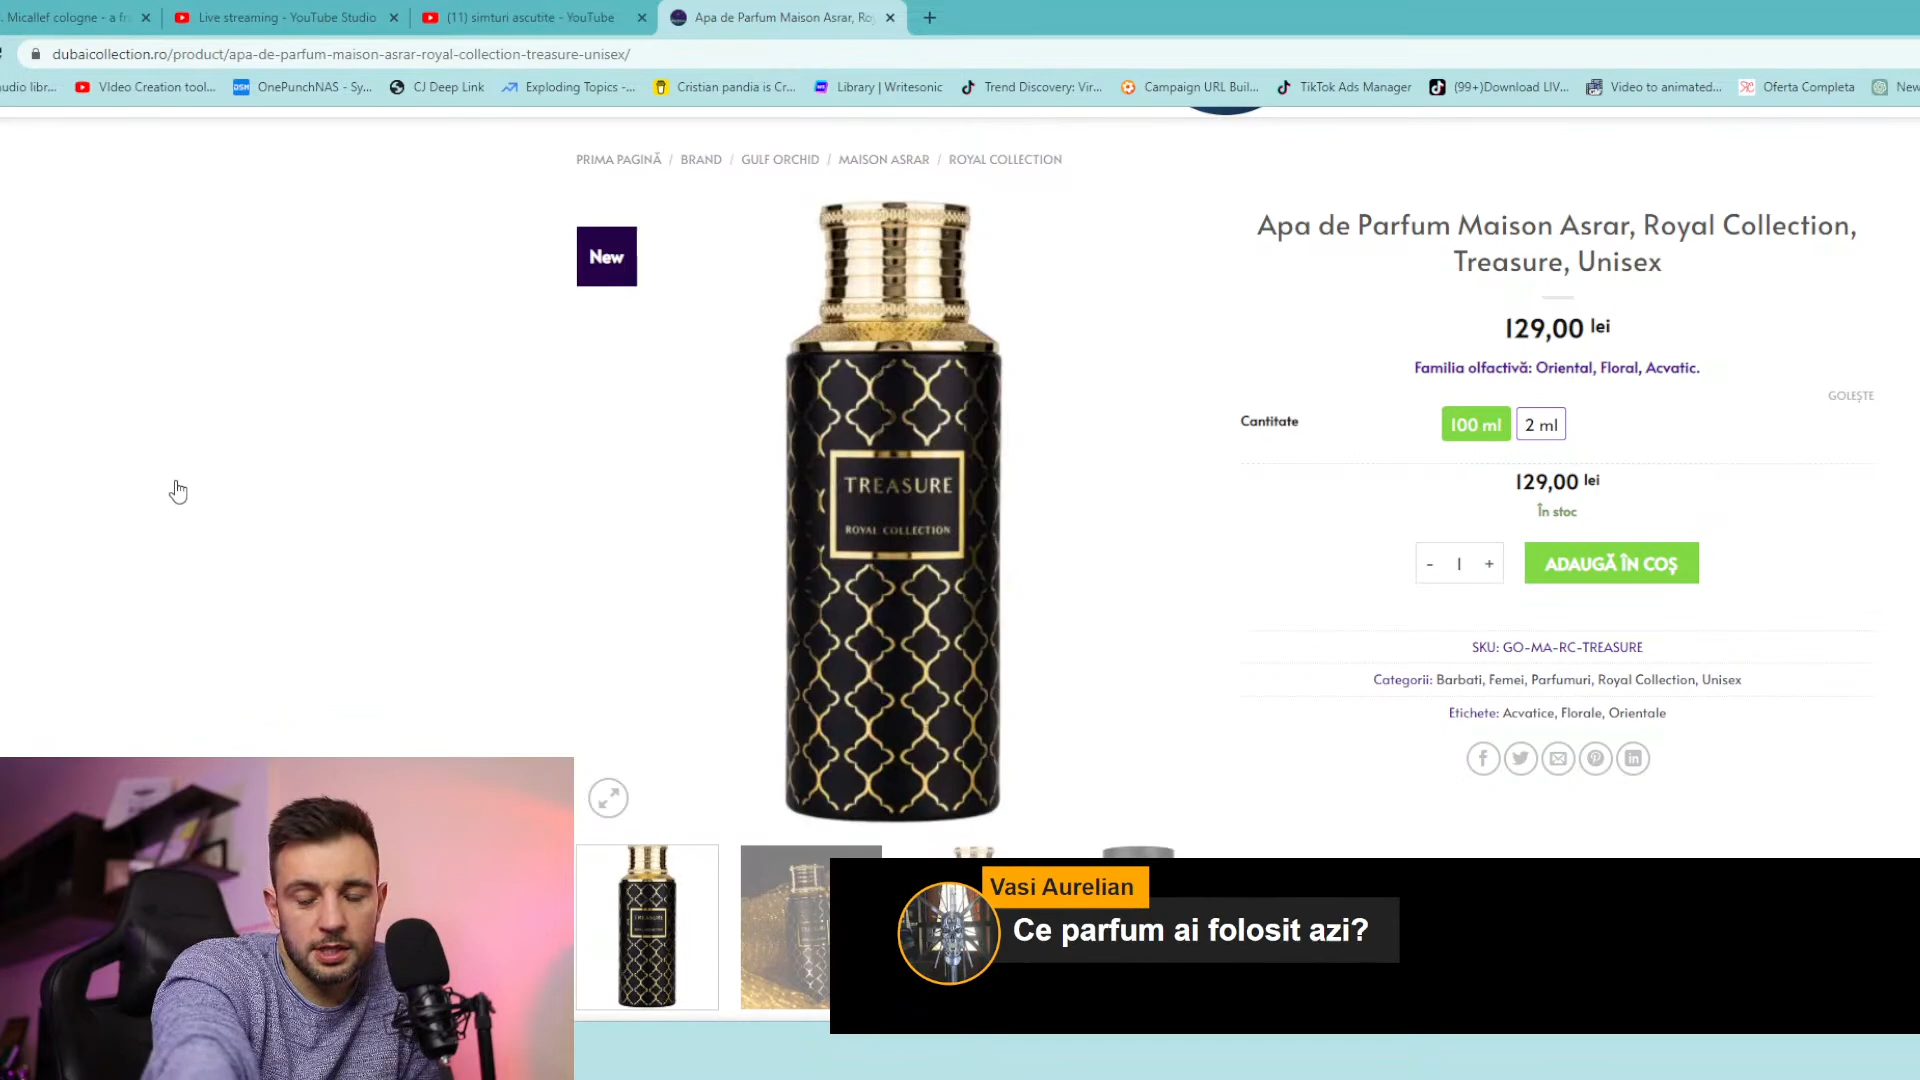 . Micallef cologne - a fr
Live streaming - YouTube Studio
(11) simturi ascutite - YouTube
Apa de Parfum Maison Asrar, Ro
dubaicollection.ro/product/apa-de-parfum-maison-asrar-royal-collection-treasure-unisex/
udio libr...
VIdeo Creation tool...
DSM
OnePunchNAS - Sy...
CJ Deep Link
Exploding Topics -...
Cristian pandia is Cr...
Library | Writesonic
Trend Discovery: Vir...
Campaign URL Buil...
TikTok Ads Manager
(99+)Download LIV...
Video to animated...
Oferta Completa
New
PRIMA PAGINĂ / BRAND / GULF ORCHID / MAISON ASRAR / ROYAL COLLECTION
New
TREASURE
ROYAL COLLECTION
Apa de Parfum Maison Asrar, Royal Collection,
Treasure, Unisex
129,00 lei
Familia olfactivă: Oriental, Floral, Acvatic.
GOLEȘTE
Cantitate
100 ml
2 ml
129,00 lei
În stoc
- 1 +
ADAUGĂ ÎN COȘ
SKU: GO-MA-RC-TREASURE
Categorii: Barbati, Femei, Parfumuri, Royal Collection, Unisex
Etichete: Acvatice, Florale, Orientale
TREASURE
Vasi Aurelian
Ce parfum ai folosit azi?